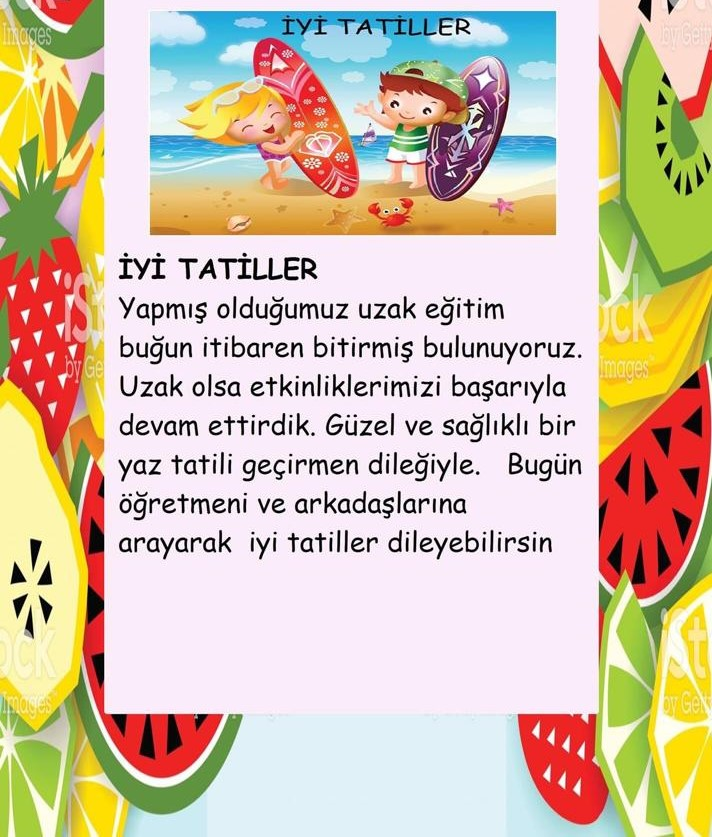 İYİ TATİLLER
İYİ TATİLLER
Yapmış olduğumuz uzak eğitim
buğun itibaren bitirmiş bulunuyoruz.
Uzak olsa etkinliklerimizi başarıyla
devam ettirdik. Güzel ve sağlıklı bir
yaz tatili geçirmen dileğiyle. Bugün
öğretmeni ve arkadaşlarına
arayarak iyi tatiller dileyebilirsin